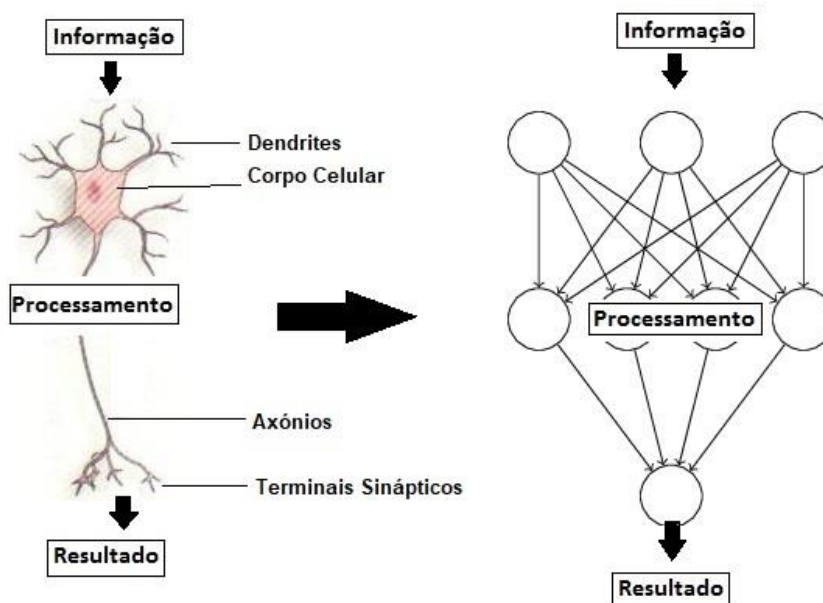 Informação
Dendrites
Corpo Celular
Processamento
Axónios
Terminais Sinápticos
Resultado
Informação
Processamento
Resultado